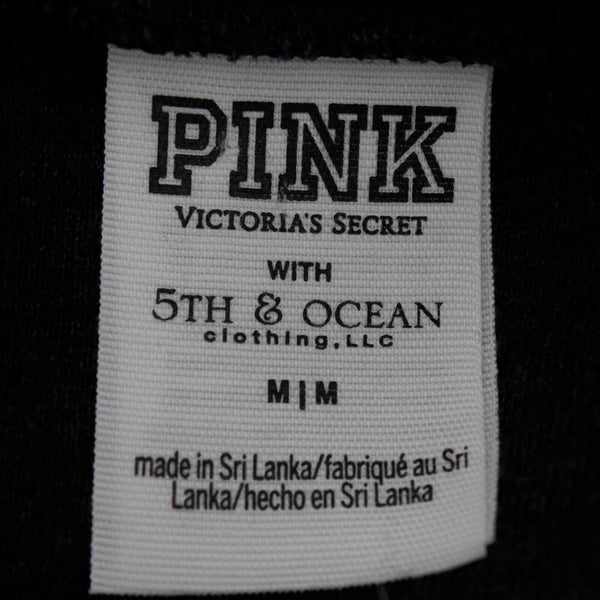 PINK
VICTORIA'S SECRET
WITH
5TH & OCEAN
clothing, LLC
M | M
made in Sri Lanka/fabriqué au Sri
Lanka/hecho en Sri Lanka